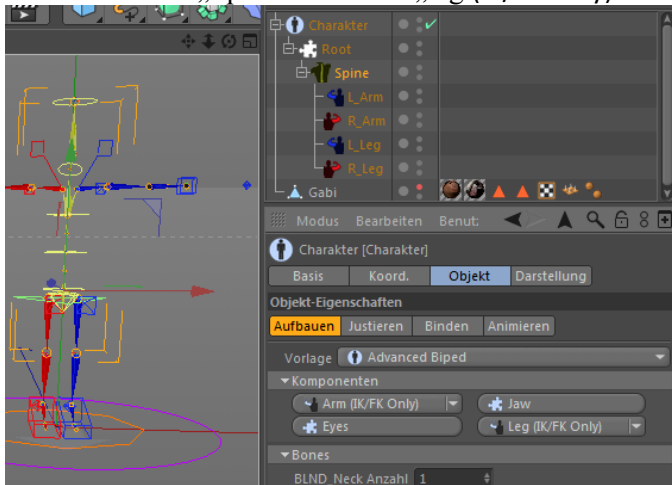 Charakter
Root
Spine
L_Arm
R_Arm
L_Leg
R_Leg
Gabi
Modus Bearbeiten Benut:
Charakter [Charakter]
Basis Koord. Objekt Darstellung
Objekt-Eigenschaften
Aufbauen Justieren Binden Animieren
Vorlage Advanced Biped
Komponenten
Arm (IK/FK Only) Jaw
Eyes Leg (IK/FK Only)
Bones
BLND_Neck Anzahl 1